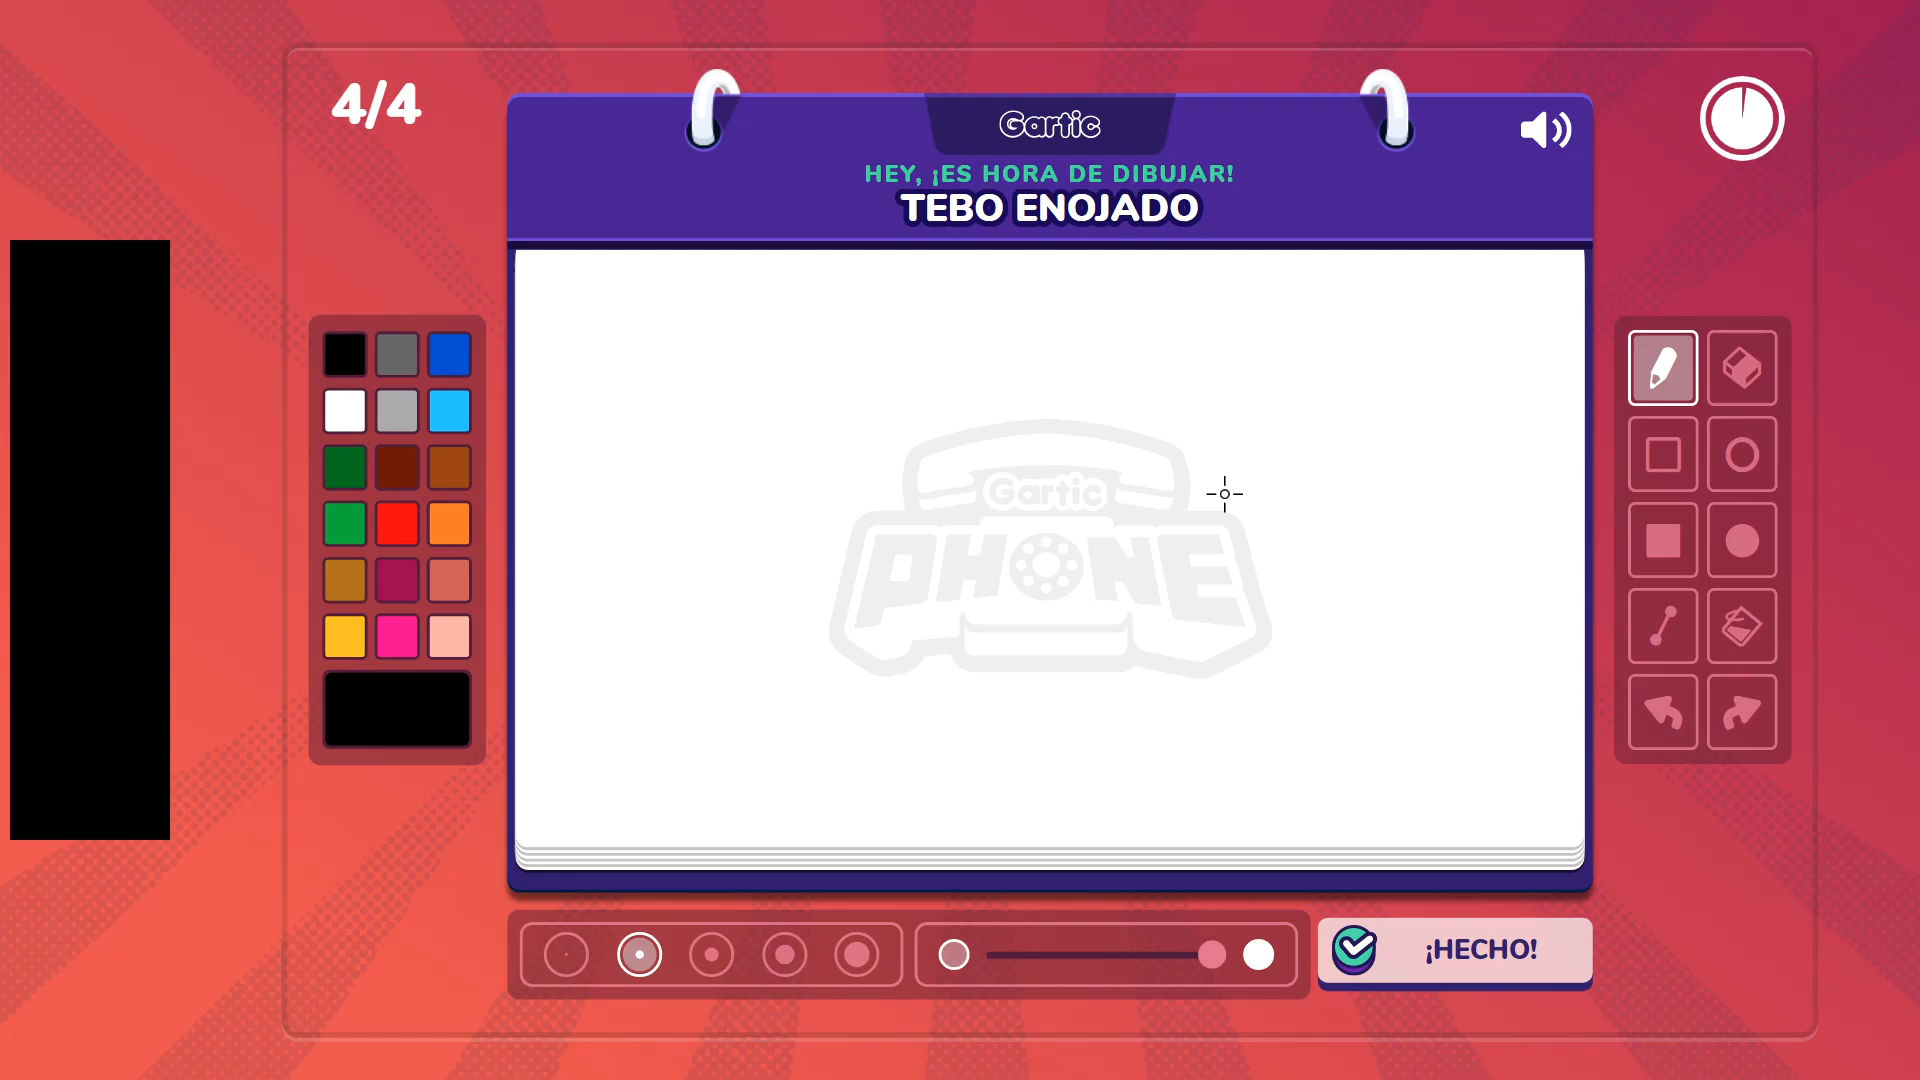 4/4
Gartic
HEY, ¡ES HORA DE DIBUJAR!
TEBO ENOJADO
Gartic
PHONE
¡HECHO!